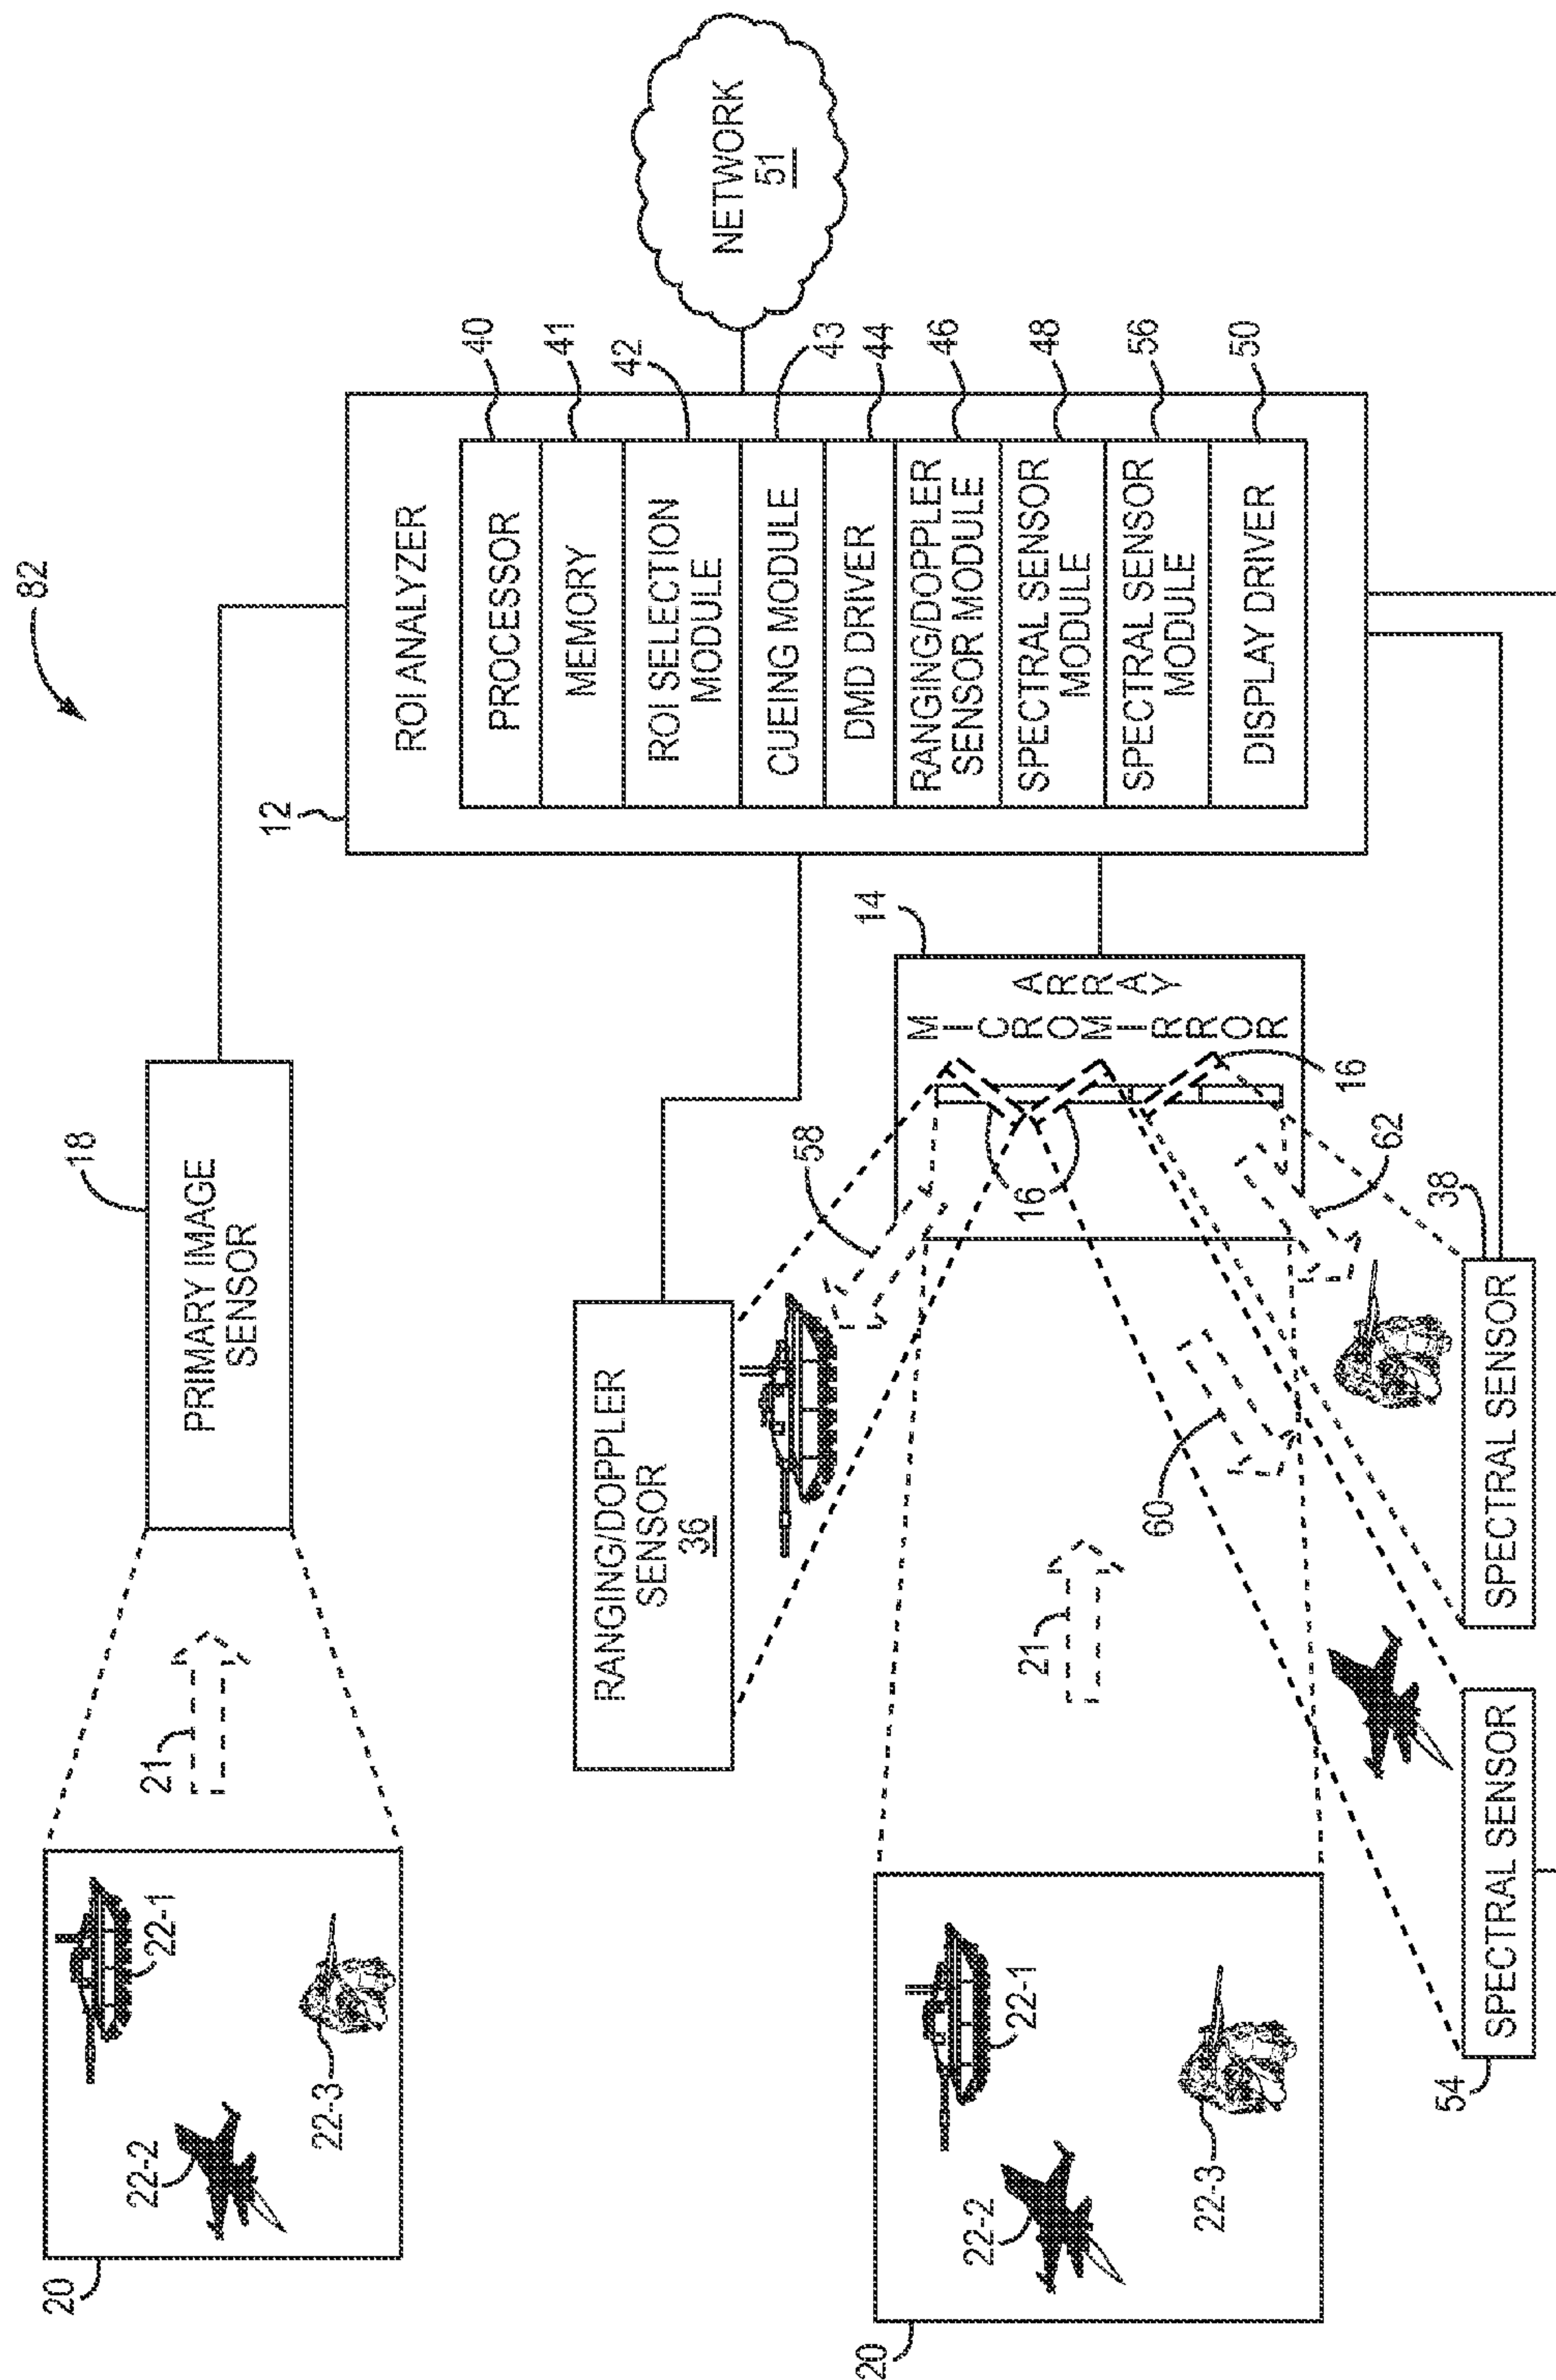 82
20
22-1
22-2
22-3
21
18
PRIMARY IMAGE
SENSOR
12
ROI ANALYZER
PROCESSOR
40
MEMORY
41
ROI SELECTION
MODULE
42
CUEING MODULE
43
DMD DRIVER
44
RANGING/DOPPLER
SENSOR MODULE
46
SPECTRAL SENSOR
MODULE
48
SPECTRAL SENSOR
MODULE
56
DISPLAY DRIVER
50
NETWORK
51
RANGING/DOPPLER
SENSOR
36
58
14
MICROMIRROR
ARRAY
16
16
20
22-1
22-2
22-3
21
60
62
38
SPECTRAL SENSOR
54
SPECTRAL SENSOR